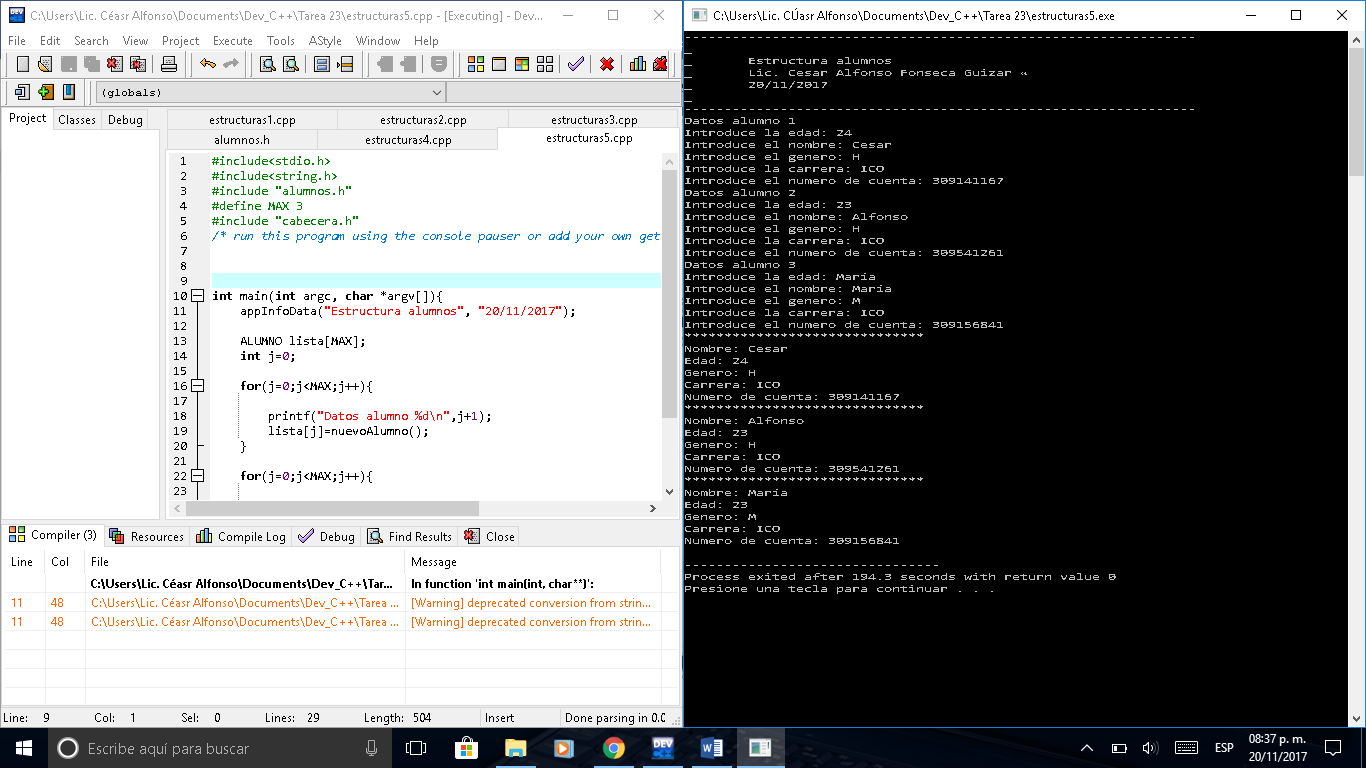 C:\Users\Lic. Céasr Alfonso\Documents\Dev_C++\Tarea 23\estructuras5.cpp - [Executing] - Dev...
File Edit Search View Project Execute Tools AStyle Window Help
(globals)
Project Classes Debug
estructuras1.cpp estructuras2.cpp estructuras3.cpp
alumnos.h estructuras4.cpp estructuras5.cpp
1 #include<stdio.h>
2 #include<string.h>
3 #include "alumnos.h"
4 #define MAX 3
5 #include "cabecera.h"
6 /* run this program using the console pauser or add your own get
7
8
9
10 int main(int argc, char *argv[]){
11 appInfoData("Estructura alumnos", "20/11/2017");
12
13 ALUMNO lista[MAX];
14 int j=0;
15
16 for(j=0;j<MAX;j++){
17
18 printf("Datos alumno %d\n",j+1);
19 lista[j]=nuevoAlumno();
20 }
21
22 for(j=0;j<MAX;j++){
23
Compiler (3) Resources Compile Log Debug Find Results Close
Line Col File Message
C:\Users\Lic. Céasr Alfonso\Documents\Dev_C++\Tar... In function 'int main(int, char**)':
11 48 C:\Users\Lic. Céasr Alfonso\Documents\Dev_C++\Tarea ... [Warning] deprecated conversion from strin...
11 48 C:\Users\Lic. Céasr Alfonso\Documents\Dev_C++\Tarea ... [Warning] deprecated conversion from strin...
Line: 9 Col: 1 Sel: 0 Lines: 29 Length: 504 Insert Done parsing in 0.0
C:\Users\Lic. CÚasr Alfonso\Documents\Dev_C++\Tarea 23\estructuras5.exe
Estructura alumnos
Lic. Cesar Alfonso Fonseca Guizar «
20/11/2017
Datos alumno 1
Introduce la edad: 24
Introduce el nombre: Cesar
Introduce el genero: H
Introduce la carrera: ICO
Introduce el numero de cuenta: 309141167
Datos alumno 2
Introduce la edad: 23
Introduce el nombre: Alfonso
Introduce el genero: H
Introduce la carrera: ICO
Introduce el numero de cuenta: 309541261
Datos alumno 3
Introduce la edad: María
Introduce el nombre: María
Introduce el genero: M
Introduce la carrera: ICO
Introduce el numero de cuenta: 309156841
******************************
Nombre: Cesar
Edad: 24
Genero: H
Carrera: ICO
Numero de cuenta: 309141167
******************************
Nombre: Alfonso
Edad: 23
Genero: H
Carrera: ICO
Numero de cuenta: 309541261
******************************
Nombre: María
Edad: 23
Genero: M
Carrera: ICO
Numero de cuenta: 309156841
--------------------------------
Process exited after 194.3 seconds with return value 0
Presione una tecla para continuar . . .
Escribe aquí para buscar
DEV
ESP
08:37 p. m.
20/11/2017